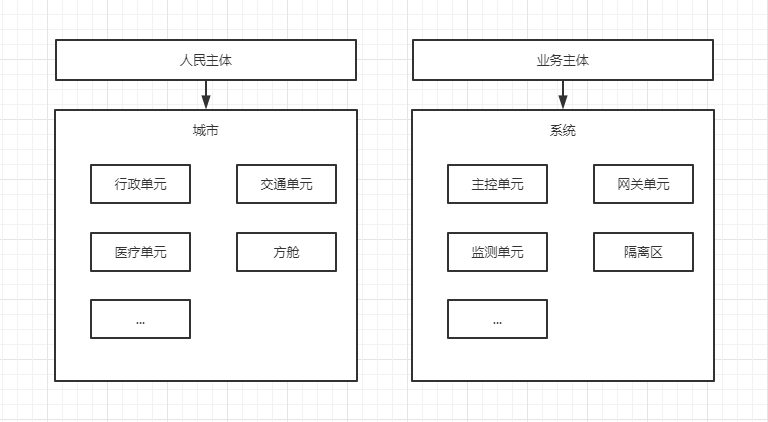 人民主体
业务主体
城市
系统
行政单元
交通单元
主控单元
网关单元
医疗单元
方舱
监测单元
隔离区
...
...